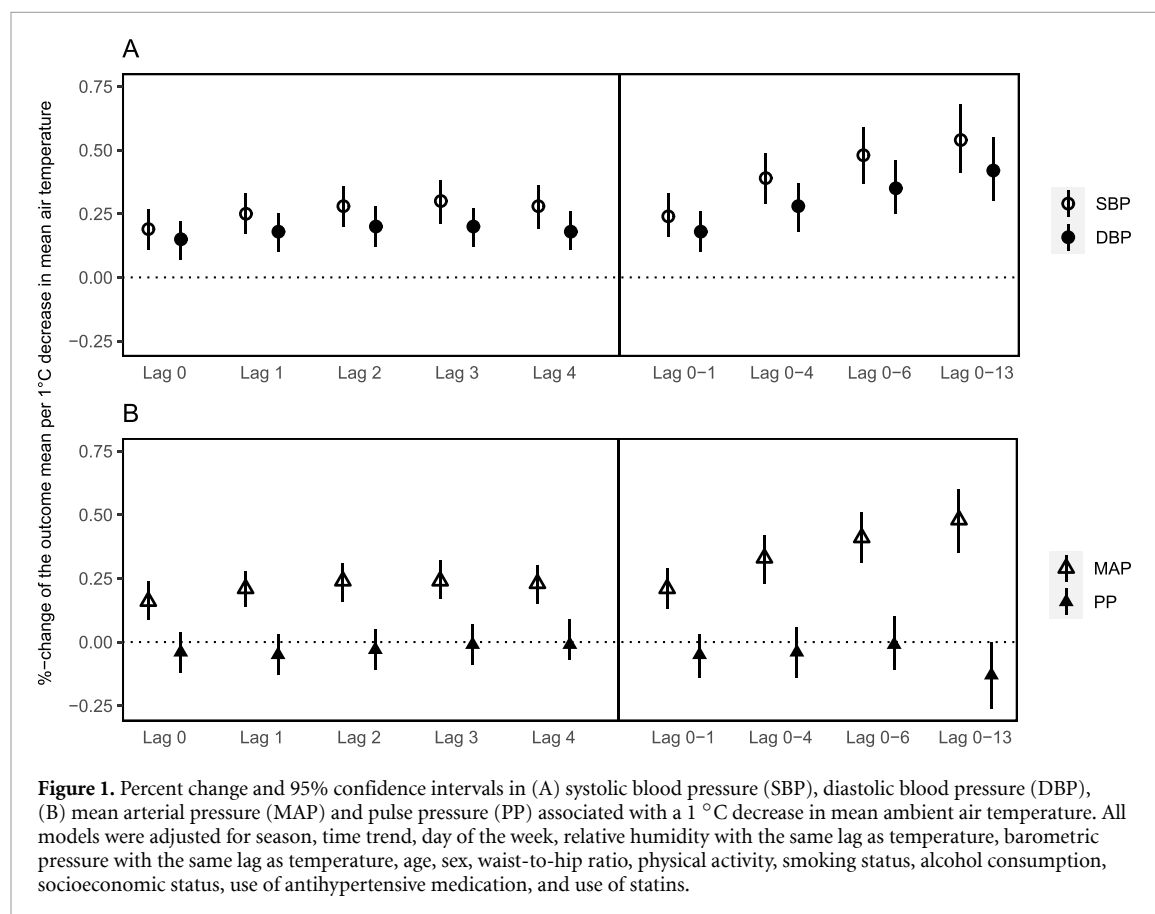 A
%-change of the outcome mean per 1°C decrease in mean air temperature
0.75
0.50
0.25
0.00
−0.25
Lag 0 Lag 1 Lag 2 Lag 3 Lag 4 Lag 0−1 Lag 0−4 Lag 0−6 Lag 0−13
SBP
DBP
B
0.75
0.50
0.25
0.00
−0.25
Lag 0 Lag 1 Lag 2 Lag 3 Lag 4 Lag 0−1 Lag 0−4 Lag 0−6 Lag 0−13
MAP
PP
Figure 1. Percent change and 95% confidence intervals in (A) systolic blood pressure (SBP), diastolic blood pressure (DBP),
(B) mean arterial pressure (MAP) and pulse pressure (PP) associated with a 1 °C decrease in mean ambient air temperature. All
models were adjusted for season, time trend, day of the week, relative humidity with the same lag as temperature, barometric
pressure with the same lag as temperature, age, sex, waist-to-hip ratio, physical activity, smoking status, alcohol consumption,
socioeconomic status, use of antihypertensive medication, and use of statins.